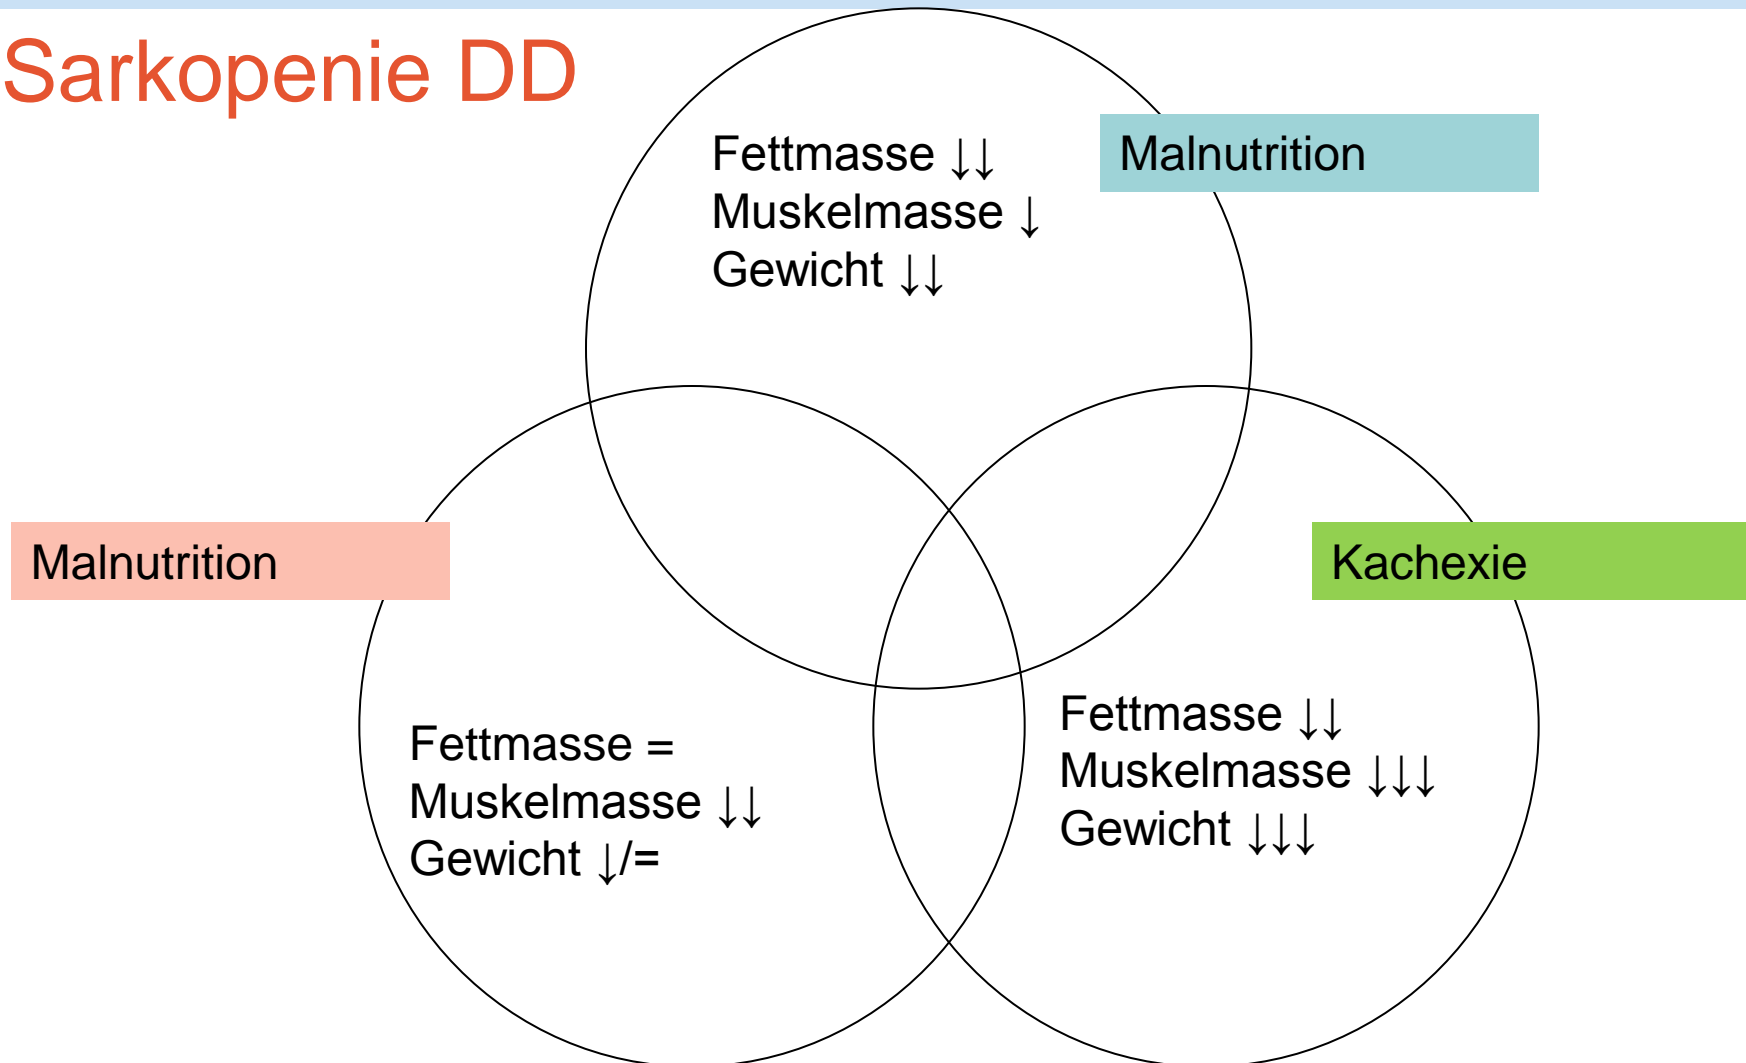 Sarkopenie DD
Fettmasse ↓↓
Muskelmasse ↓
Gewicht ↓↓
Malnutrition
Malnutrition
Kachexie
Fettmasse =
Muskelmasse ↓↓
Gewicht ↓/=
Fettmasse ↓↓
Muskelmasse ↓↓↓
Gewicht ↓↓↓